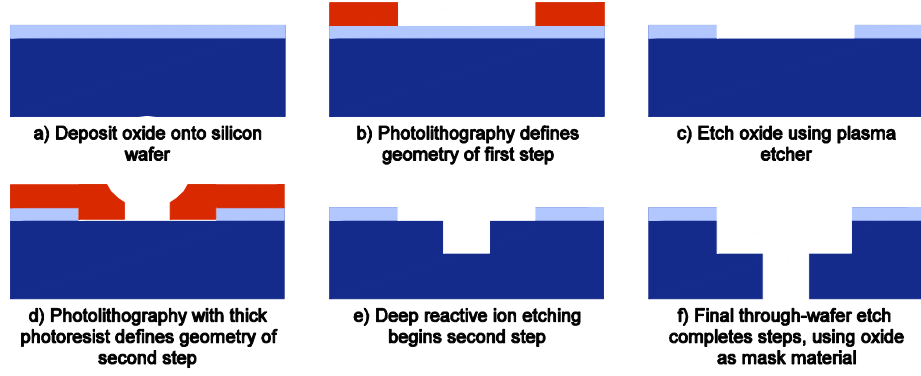 a) Deposit oxide onto silicon
wafer
b) Photolithography defines
geometry of first step
c) Etch oxide using plasma
etcher
d) Photolithography with thick
photoresist defines geometry of
second step
e) Deep reactive ion etching
begins second step
f) Final through-wafer etch
completes steps, using oxide
as mask material